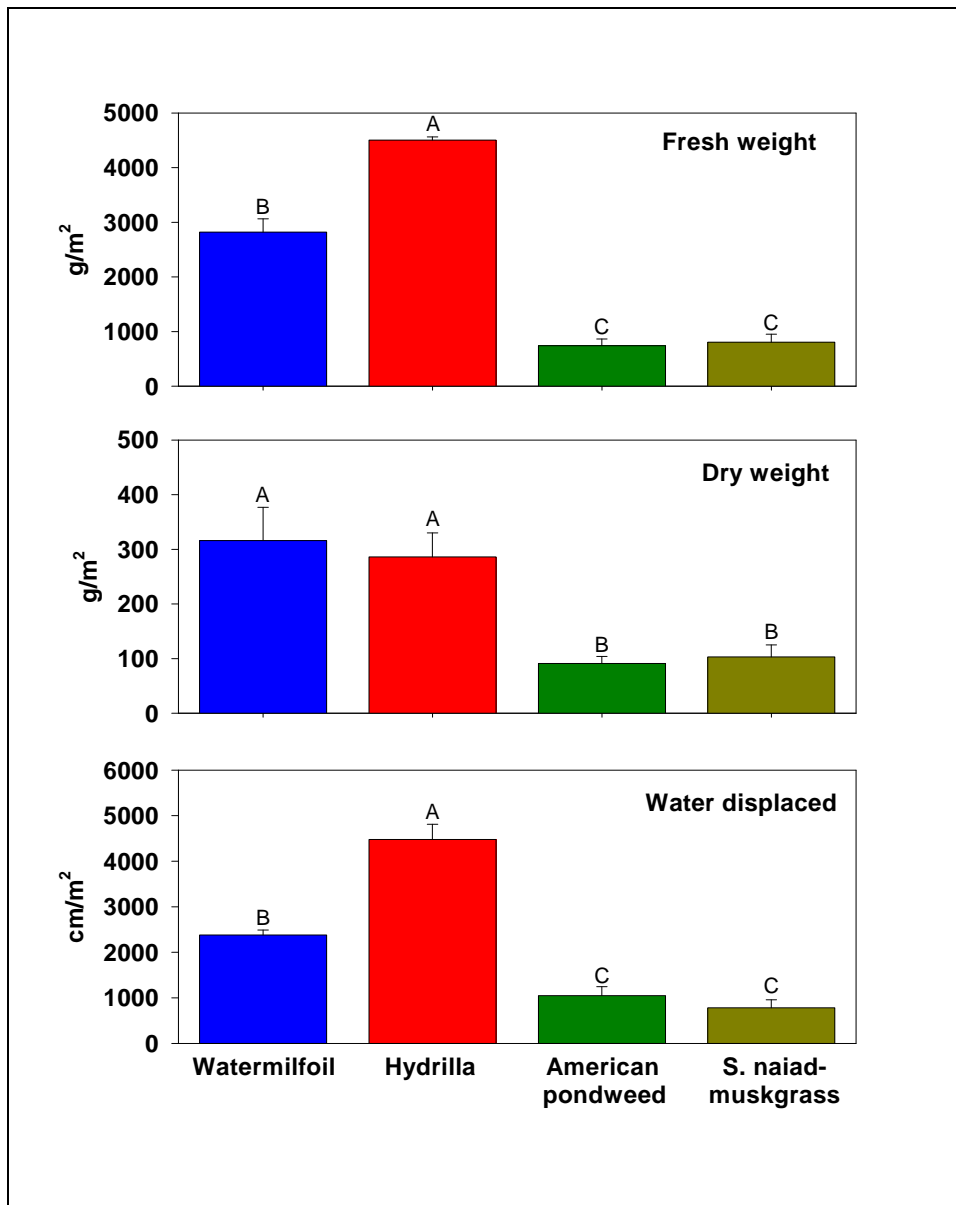 5000
4000
3000
2000
1000
0
g/m²
Fresh weight
B
A
C
C
500
400
300
200
100
0
g/m²
Dry weight
A
A
B
B
6000
5000
4000
3000
2000
1000
0
cm/m²
Water displaced
B
A
C
C
Watermilfoil
Hydrilla
American
pondweed
S. naiad-
muskgrass